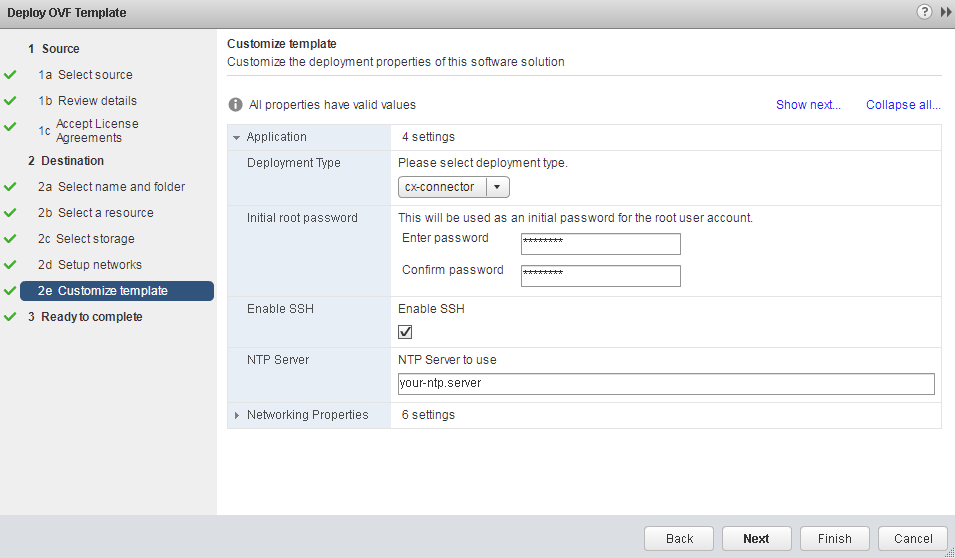 Deploy OVF Template
?
1 Source
1a Select source
1b Review details
1c Accept License
Agreements
2 Destination
2a Select name and folder
2b Select a resource
2c Select storage
2d Setup networks
2e Customize template
3 Ready to complete
Customize template
Customize the deployment properties of this software solution
All properties have valid values
Show next...
Collapse all...
Application
4 settings
Deployment Type
Please select deployment type.
cx-connector
Initial root password
This will be used as an initial password for the root user account.
Enter password
********
Confirm password
********
Enable SSH
Enable SSH
NTP Server
NTP Server to use
your-ntp.server
Networking Properties
6 settings
Back
Next
Finish
Cancel